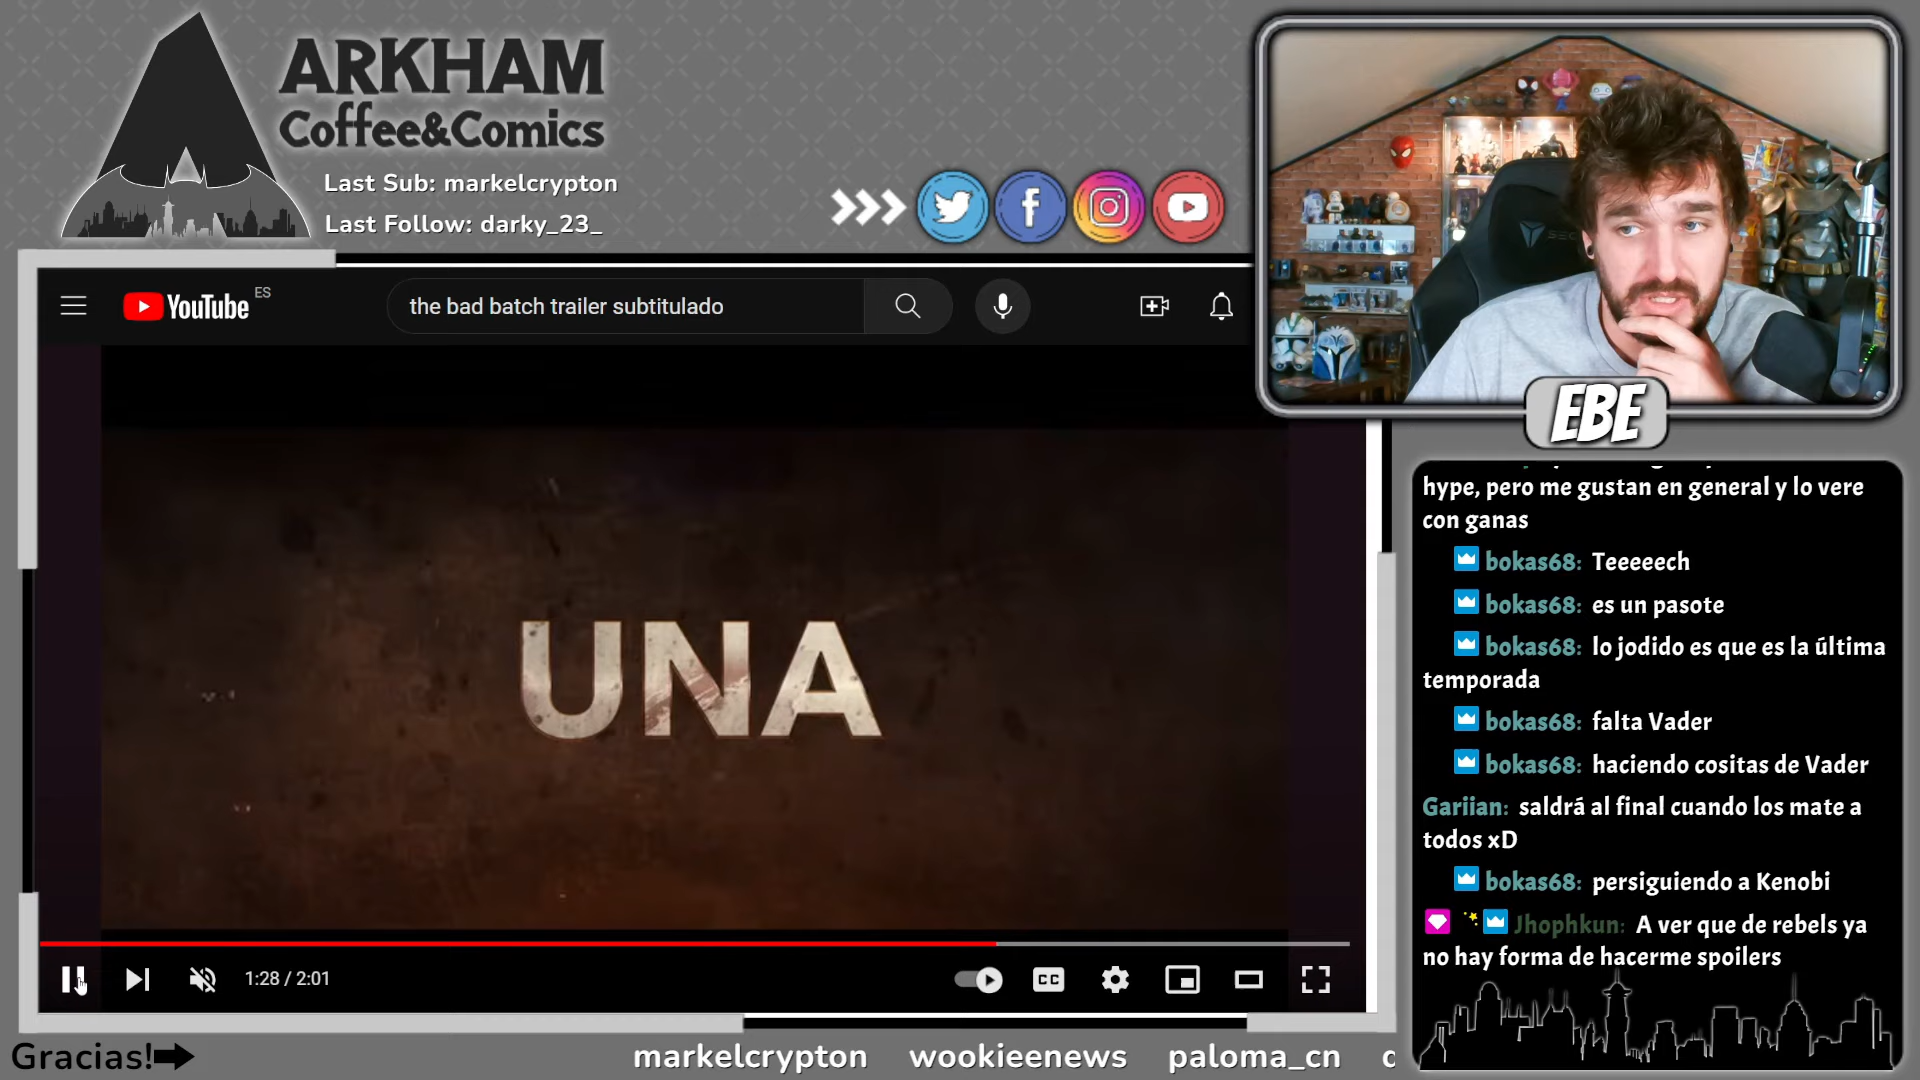 ARKHAM
Coffee&Comics
Last Sub: markelcrypton
Last Follow: darky_23_
YouTube ES
the bad batch trailer subtitulado
UNA
1:28 / 2:01
CC
EBE
hype, pero me gustan en general y lo vere
con ganas
bokas68: Teeeeech
bokas68: es un pasote
bokas68: lo jodido es que es la última
temporada
bokas68: falta Vader
bokas68: haciendo cositas de Vader
Gariian: saldrá al final cuando los mate a
todos xD
bokas68: persiguiendo a Kenobi
Jhophkun: A ver que de rebels ya
no hay forma de hacerme spoilers
Gracias!
markelcrypton wookieenews paloma_cn